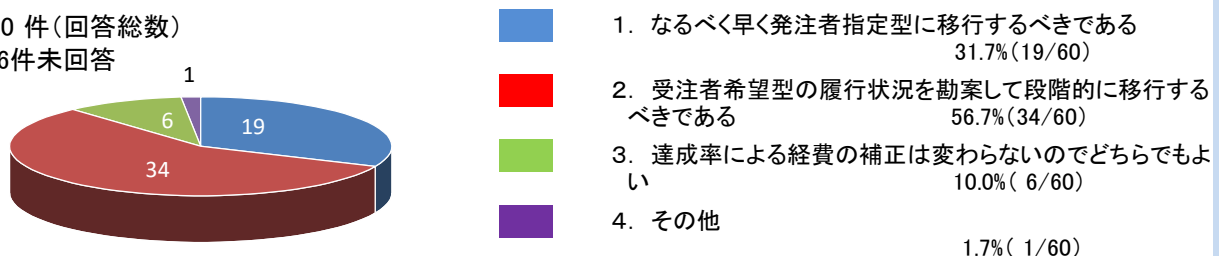 0 件(回答総数)
6件未回答
1
6
19
34
1. なるべく早く発注者指定型に移行するべきである
31.7%(19/60)
2. 受注者希望型の履行状況を勘案して段階的に移行する
べきである 56.7%(34/60)
3. 達成率による経費の補正は変わらないのでどちらでもよ
い 10.0%( 6/60)
4. その他
1.7%( 1/60)